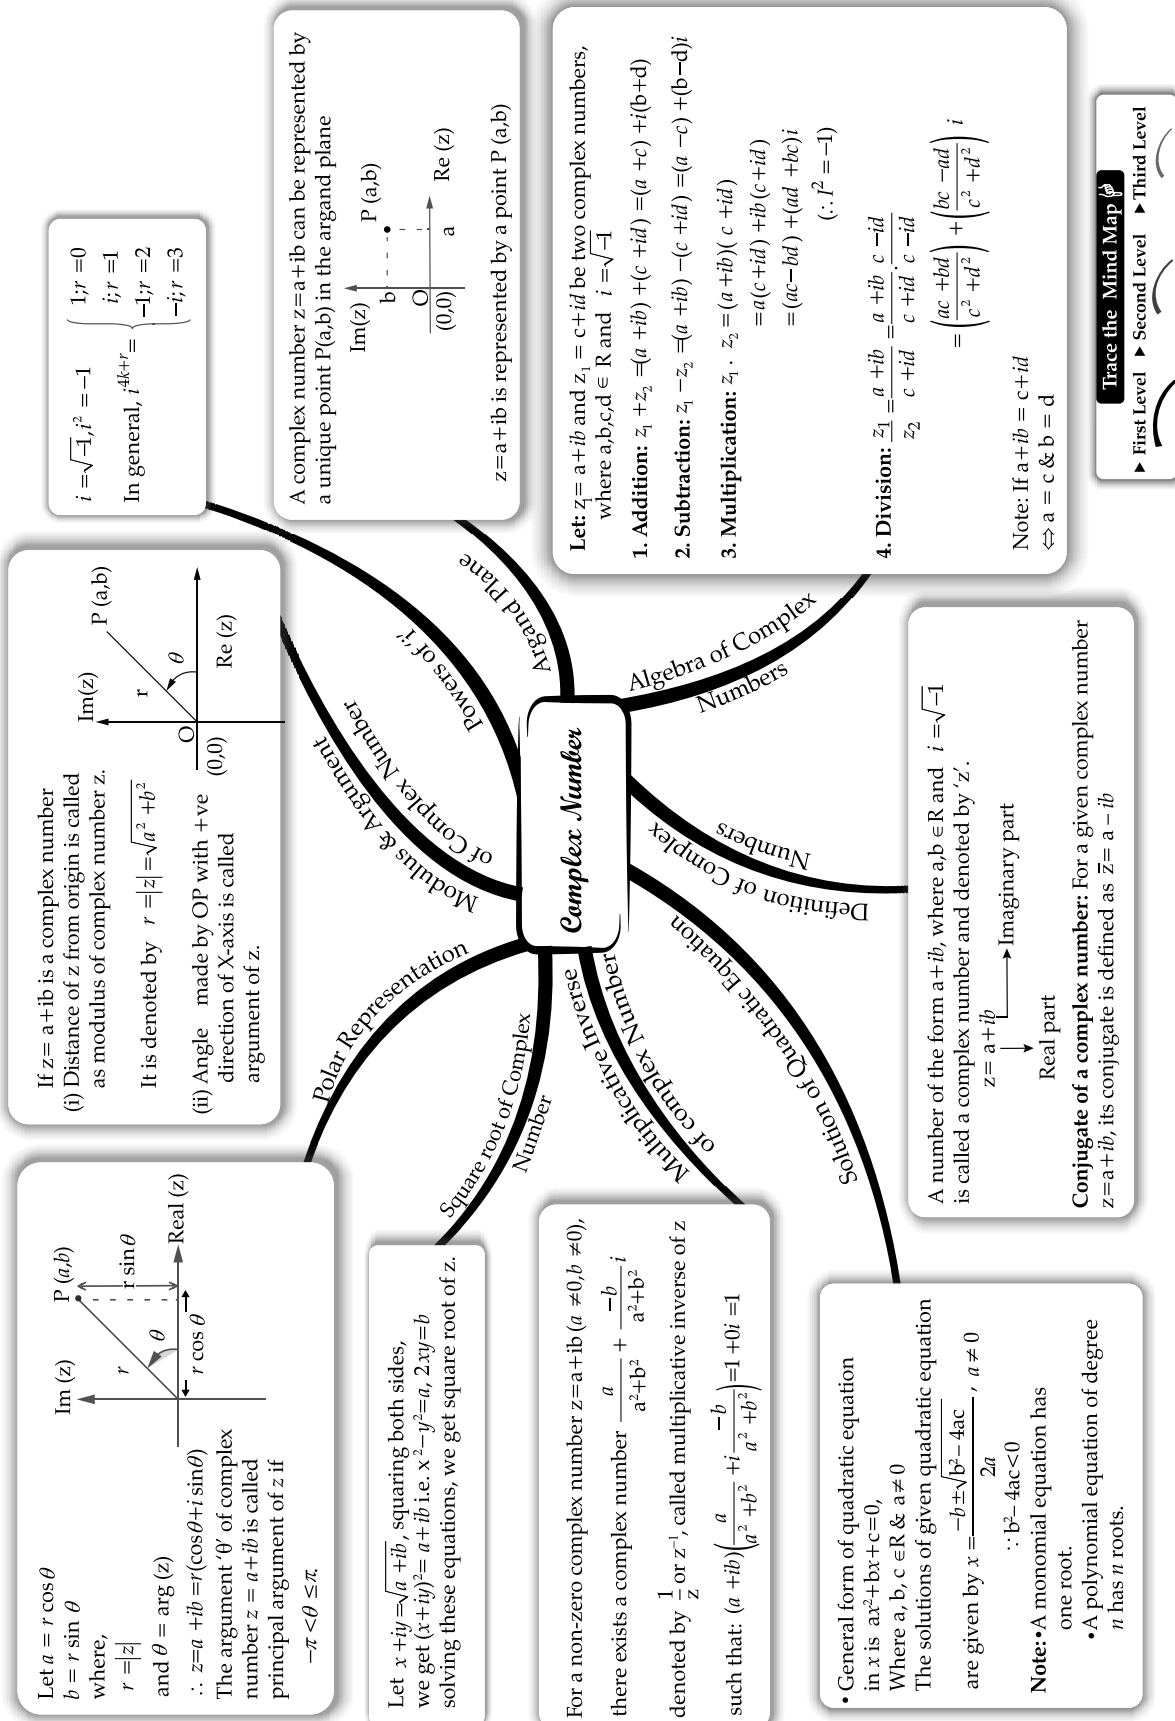 Complex Number
Polar Representation
Let a = r cos θ
b = r sin θ
where,
r = |z|
and θ = arg (z)
∴ z=a +ib =r(cosθ+i sinθ)
The argument 'θ' of complex
number z = a+ib is called
principal argument of z if
−π <θ ≤π.
Im (z)
P (a,b)
r
θ
r sinθ
r cos θ
Real (z)
Modulus & Argument
of Complex Number
If z= a+ib is a complex number
(i) Distance of z from origin is called
as modulus of complex number z.
It is denoted by r =|z|=√a² +b²
(ii) Angle made by OP with +ve
direction of X-axis is called
argument of z.
Im(z)
P (a,b)
r
θ
O
(0,0)
Re (z)
Powers of 'i'
i =√−1, i² = −1
In general, i⁴ᵏ⁺ʳ=
1;r =0
i;r =1
−1;r =2
−i;r =3
Argand Plane
A complex number z=a+ib can be represented by
a unique point P(a,b) in the argand plane
Im(z)
P (a,b)
b
O
(0,0)
a
Re (z)
z=a+ib is represented by a point P (a,b)
Algebra of Complex
Numbers
Let: z₁= a+ib and z₁ = c+id be two complex numbers,
where a,b,c,d ∈ R and i =√−1
1. Addition: z₁ +z₂ =(a +ib) +(c +id) =(a +c) +i(b+d)
2. Subtraction: z₁ −z₂ =(a +ib) −(c +id) =(a −c) +(b−d)i
3. Multiplication: z₁ . z₂ =(a +ib)( c +id)
=a(c+id) +ib (c+id )
=(ac−bd) +(ad +bc)i
(∵ I² =−1)
4. Division: z₁/z₂ = (a +ib)/(c +id) = (a +ib)/(c +id) . (c −id)/(c −id)
= ((ac +bd)/(c² +d²)) + ((bc −ad)/(c² +d²)) i
Note: If a+ib = c+id
⇔ a = c & b = d
Square root of Complex
Number
Let x +iy =√a +ib, squaring both sides,
we get (x+iy)²= a+ib i.e. x²−y²=a, 2xy=b
solving these equations, we get square root of z.
Multiplicative Inverse
of complex Number
For a non-zero complex number z=a+ib (a ≠0,b ≠0),
there exists a complex number a/(a²+b²) + −b/(a²+b²) i
denoted by 1/z or z⁻¹, called multiplicative inverse of z
such that: (a +ib)(a/(a² +b²) +i −b/(a² +b²))=1+0i =1
Solution of Quadratic Equation
• General form of quadratic equation
in x is ax²+bx+c=0,
Where a, b, c ∈R & a≠0
The solutions of given quadratic equation
are given by x = (−b±√b²−4ac)/2a , a ≠ 0
∵ b²−4ac<0
Note:•A monomial equation has
one root.
•A polynomial equation of degree
n has n roots.
Definition of Complex
Numbers
A number of the form a+ib, where a,b ∈R and i =√−1
is called a complex number and denoted by 'z'.
z= a+ib
Imaginary part
Real part
Conjugate of a complex number: For a given complex number
z=a+ib, its conjugate is defined as z̅= a−ib
Trace the Mind Map
▶ First Level ▶ Second Level ▶ Third Level